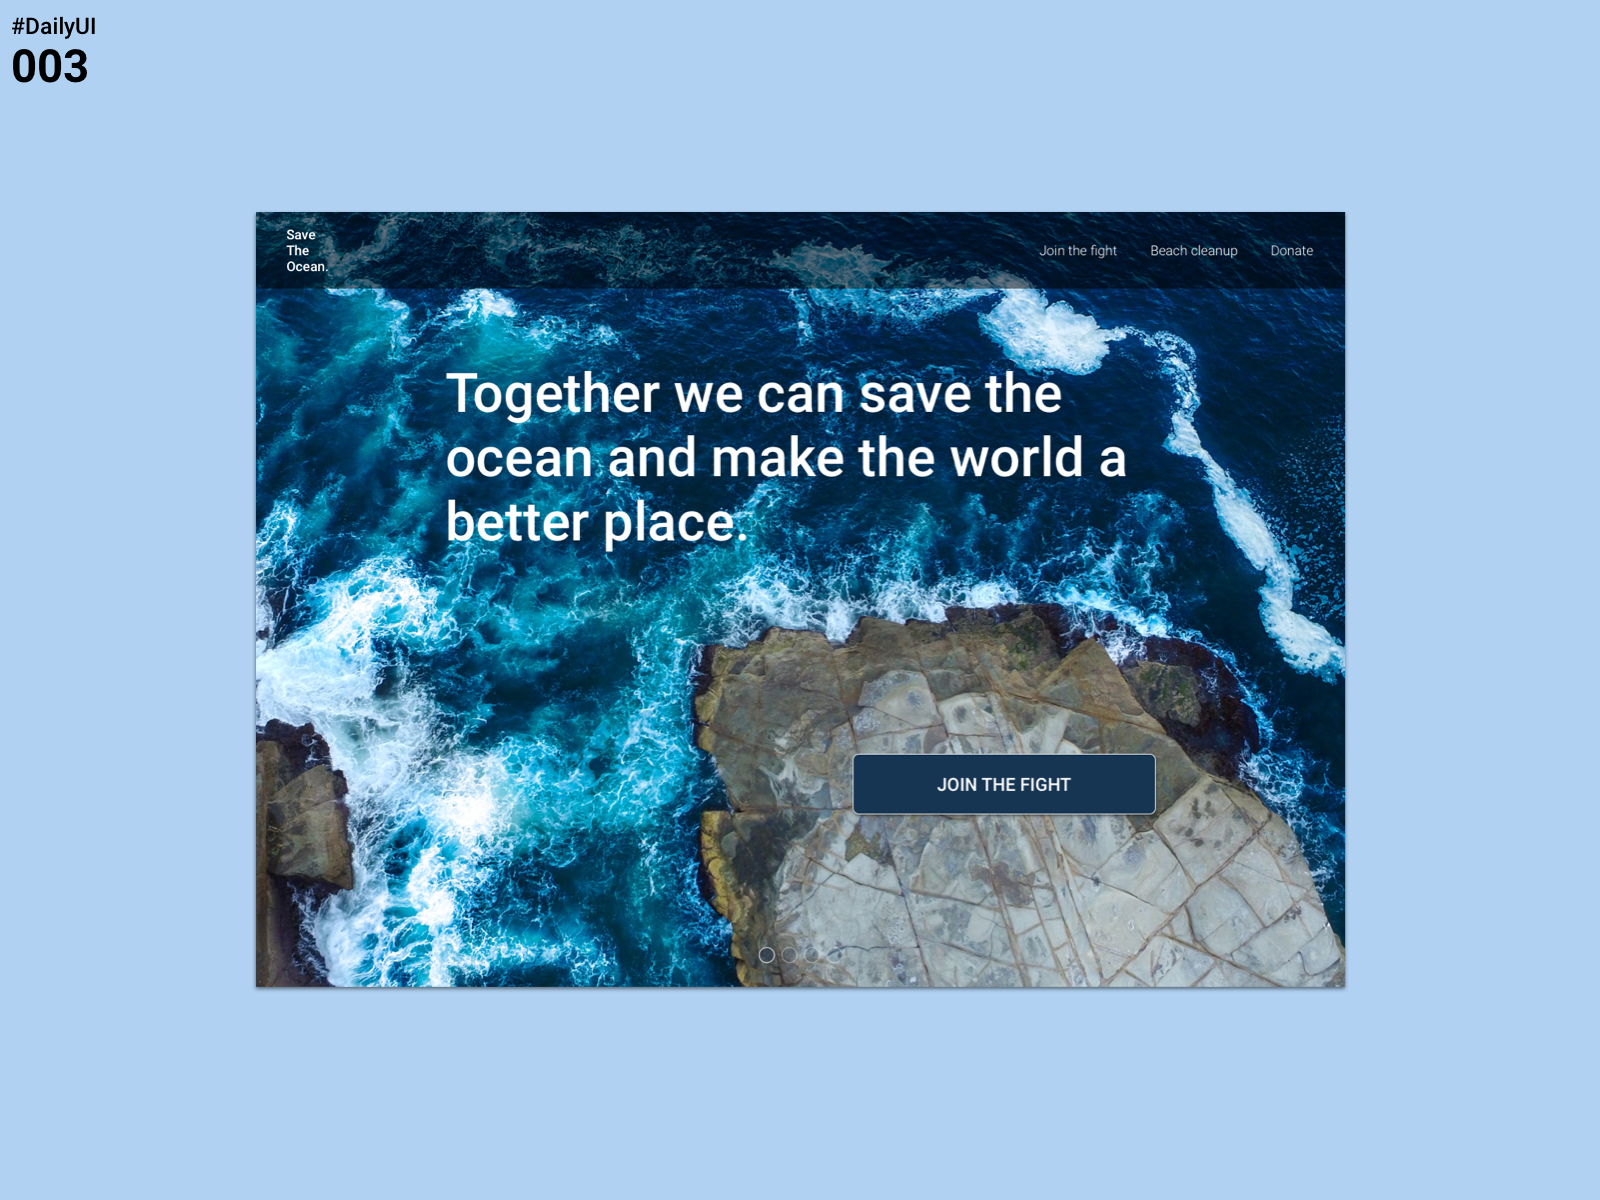 #DailyUI
003
Save
The
Ocean.
Join the fight
Beach cleanup
Donate
Together we can save the
ocean and make the world a
better place.
JOIN THE FIGHT